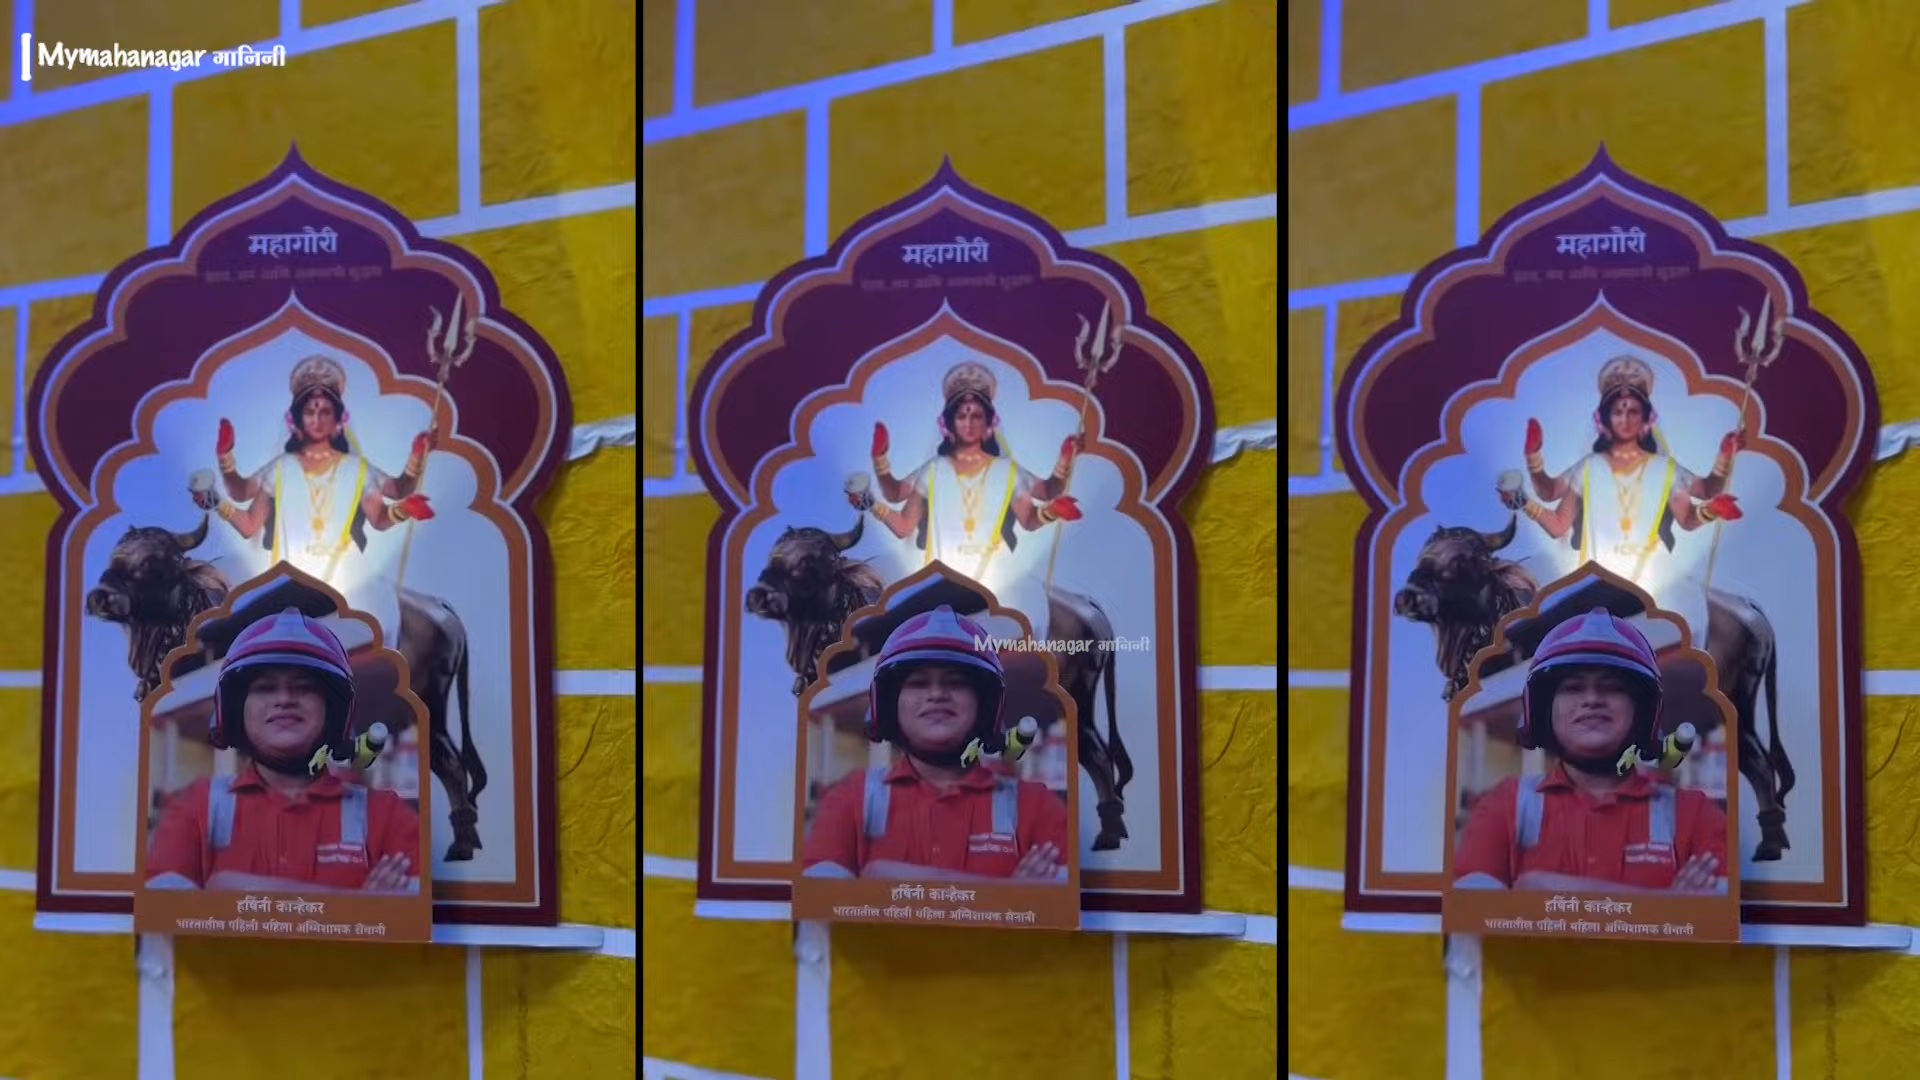 Mymahanagar मानिनी
महागौरी
हर्षिनी कान्हेकर
भारतातील पहिली महिला अग्निशामक सेनानी
महागौरी
Mymahanagar मानिनी
हर्षिनी कान्हेकर
भारतातील पहिली महिला अग्निशामक सेनानी
महागौरी
हर्षिनी कान्हेकर
भारतातील पहिली महिला अग्निशामक सेनानी